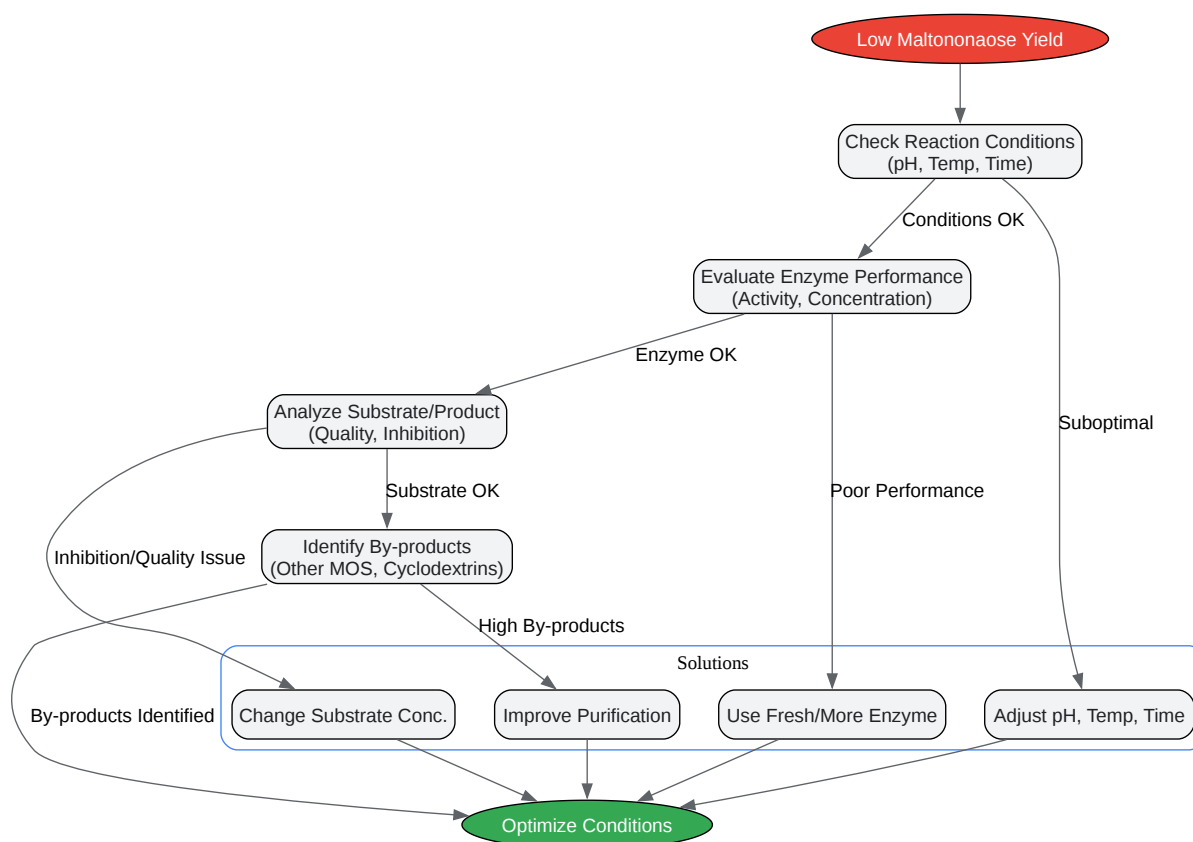 Low Maltononaose Yield
Check Reaction Conditions
(pH, Temp, Time)
Conditions OK
Evaluate Enzyme Performance
(Activity, Concentration)
Enzyme OK
Analyze Substrate/Product
(Quality, Inhibition)
Suboptimal
Substrate OK
Poor Performance
Identify By-products
(Other MOS, Cyclodextrins)
Inhibition/Quality Issue
High By-products
Solutions
By-products Identified
Change Substrate Conc.
Improve Purification
Use Fresh/More Enzyme
Adjust pH, Temp, Time
Optimize Conditions